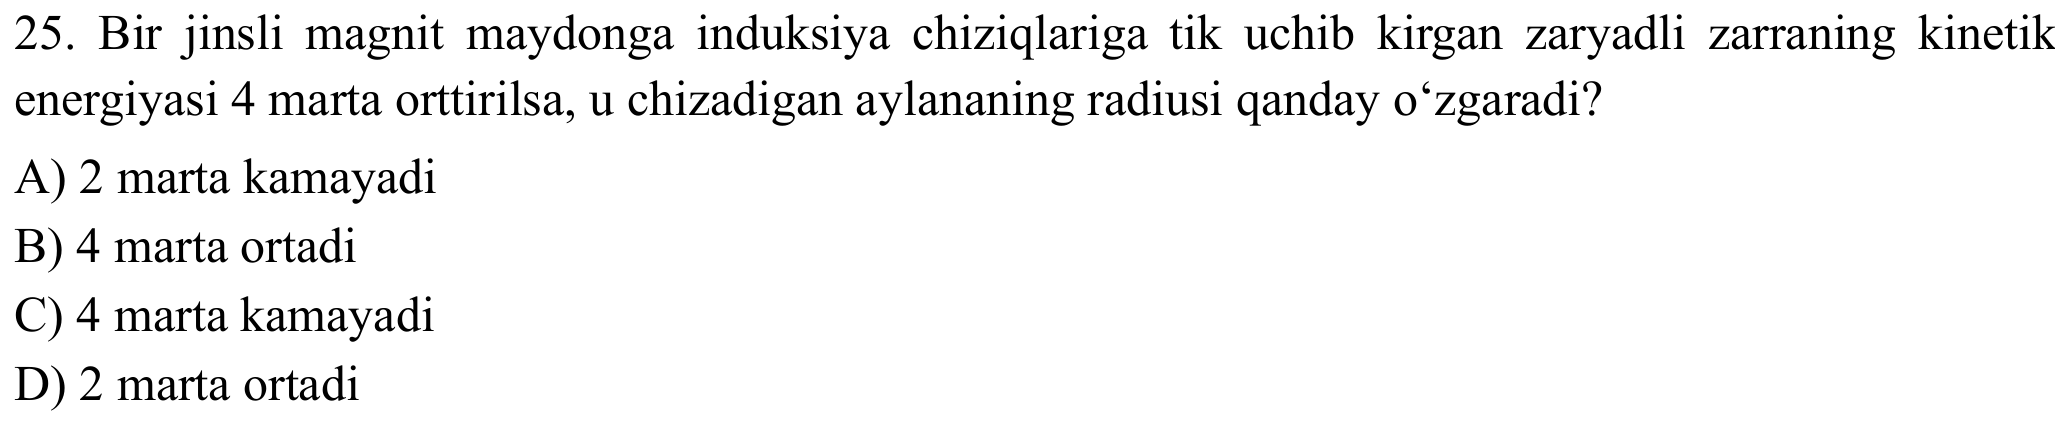 25. Bir jinsli magnit maydonga induksiya chiziqlariga tik uchib kirgan zaryadli zarraning kinetik
energiyasi 4 marta orttirilsa, u chizadigan aylananing radiusi qanday o‘zgaradi?
A) 2 marta kamayadi
B) 4 marta ortadi
C) 4 marta kamayadi
D) 2 marta ortadi